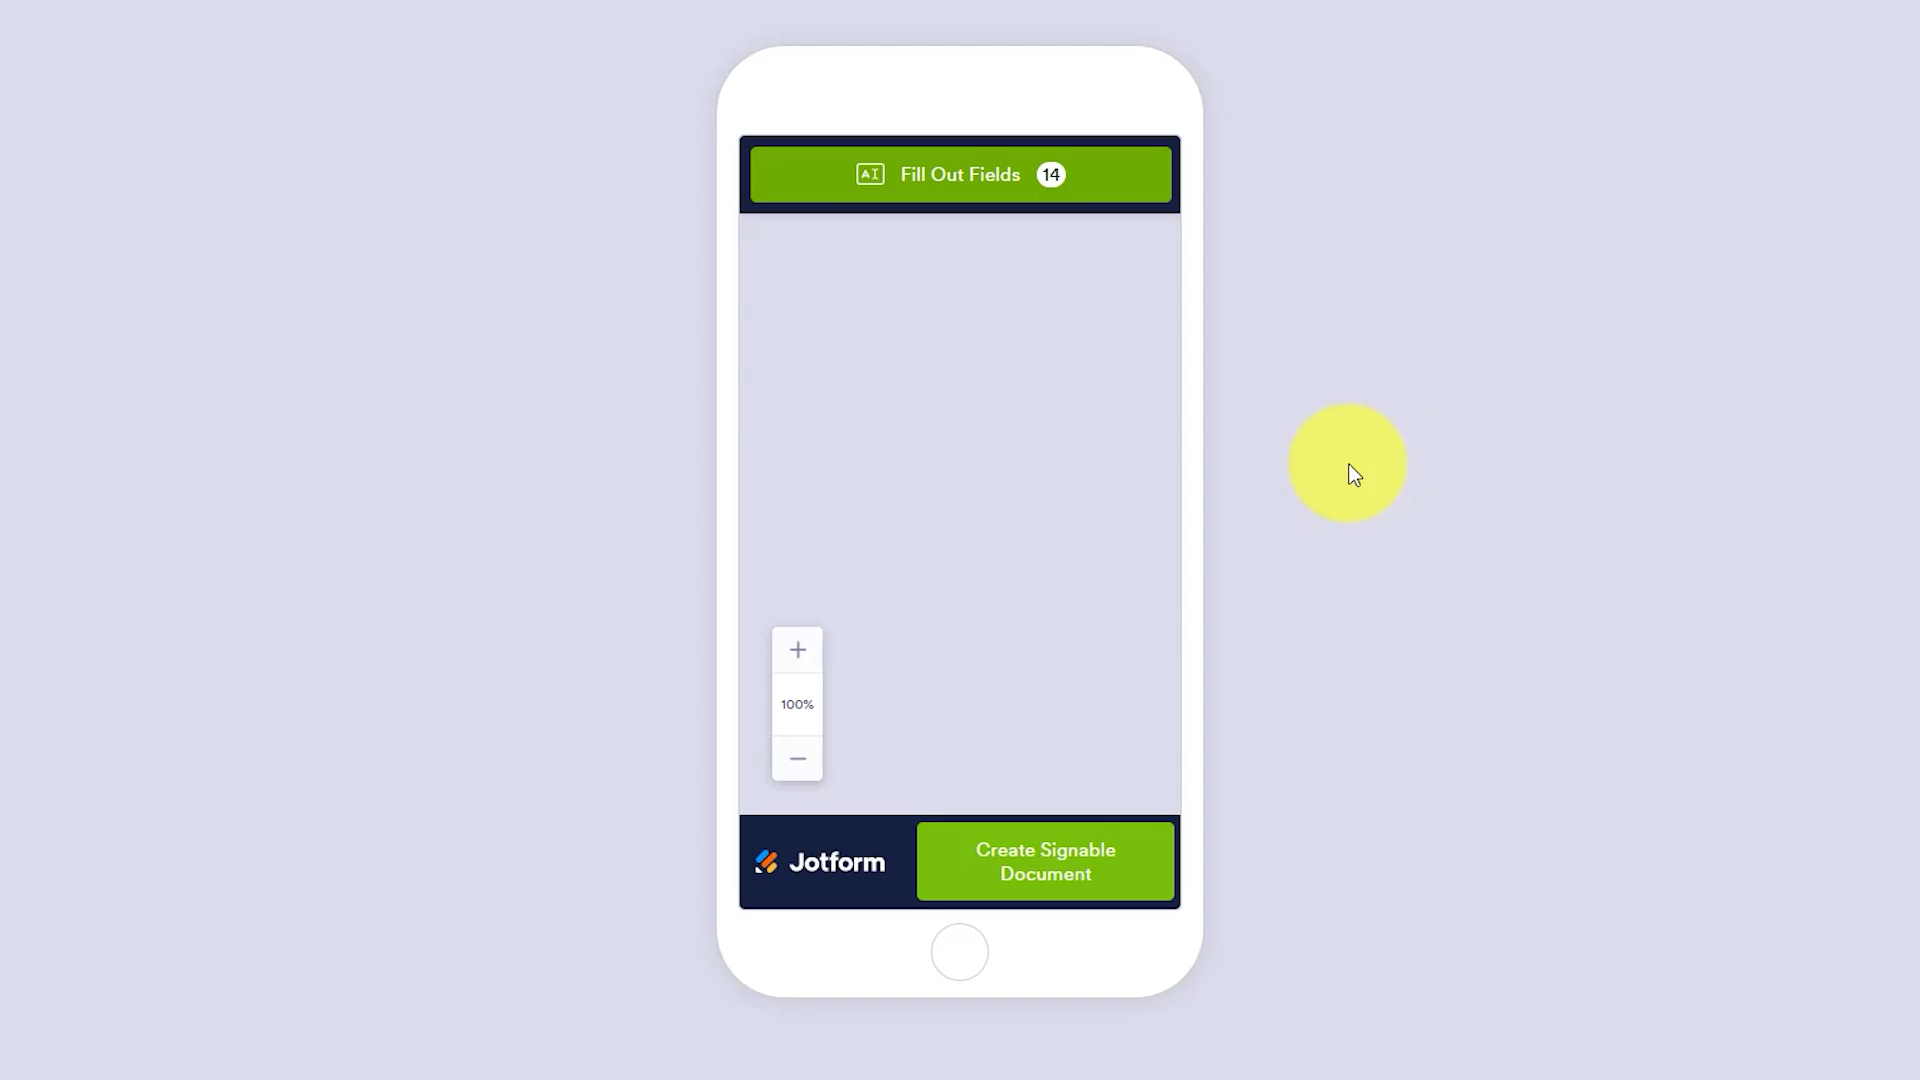 AI Fill Out Fields 14
+
100%
−
Jotform
Create Signable
Document